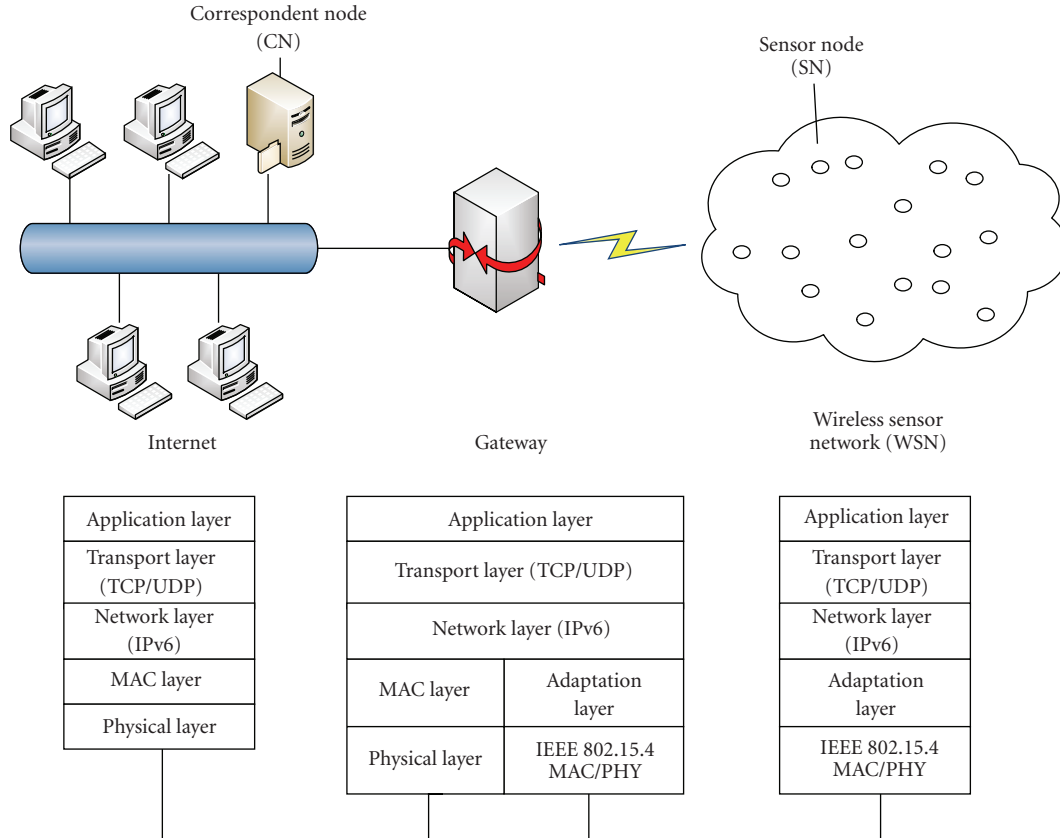 Correspondent node
(CN)
Sensor node
(SN)
Internet
Gateway
Wireless sensor
network (WSN)
Application layer
Transport layer
(TCP/UDP)
Network layer
(IPv6)
MAC layer
Physical layer
Application layer
Transport layer (TCP/UDP)
Network layer (IPv6)
MAC layer
Adaptation
layer
Physical layer
IEEE 802.15.4
MAC/PHY
Application layer
Transport layer
(TCP/UDP)
Network layer
(IPv6)
Adaptation
layer
IEEE 802.15.4
MAC/PHY